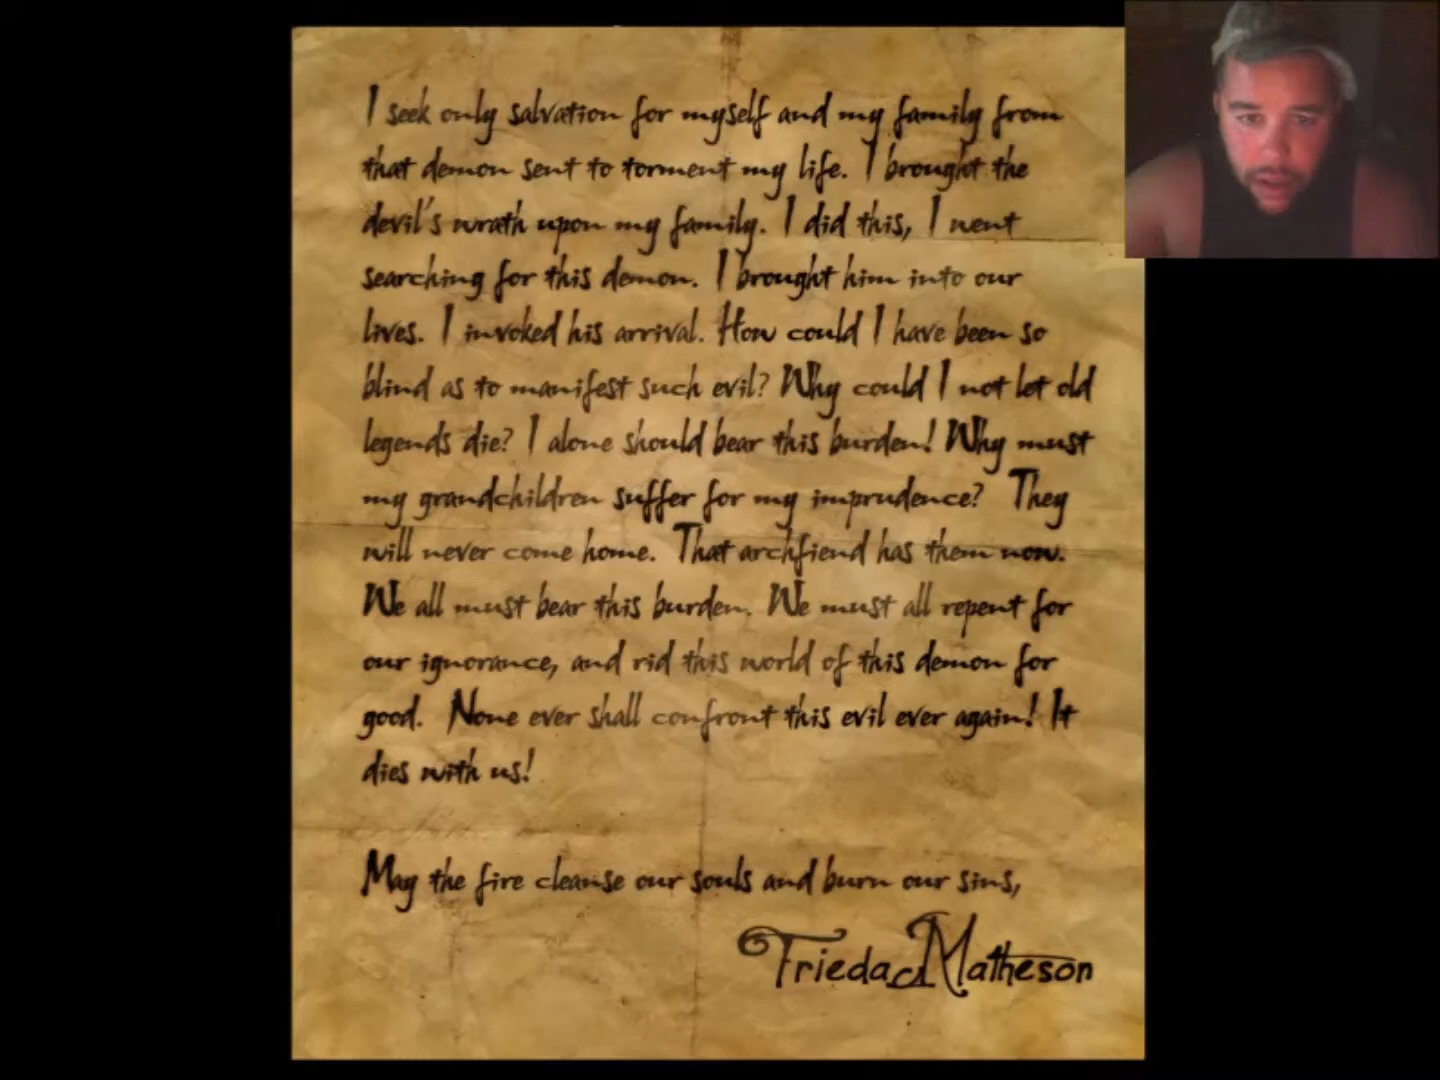 I seek only salvation for myself and my family from
that demon sent to torment my life. I brought the
devil's wrath upon my family. I did this, I went
searching for this demon. I brought him into our
lives. I invoked his arrival. How could I have been so
blind as to manifest such evil? Why could I not let old
legends die? I alone should bear this burden! Why must
my grandchildren suffer for my imprudence? They
will never come home. That archfiend has them now.
We all must bear this burden. We must all repent for
our ignorance, and rid this world of this demon for
good. None ever shall confront this evil ever again! It
dies with us!
May the fire cleanse our souls and burn our sins,
Frieda Matheson